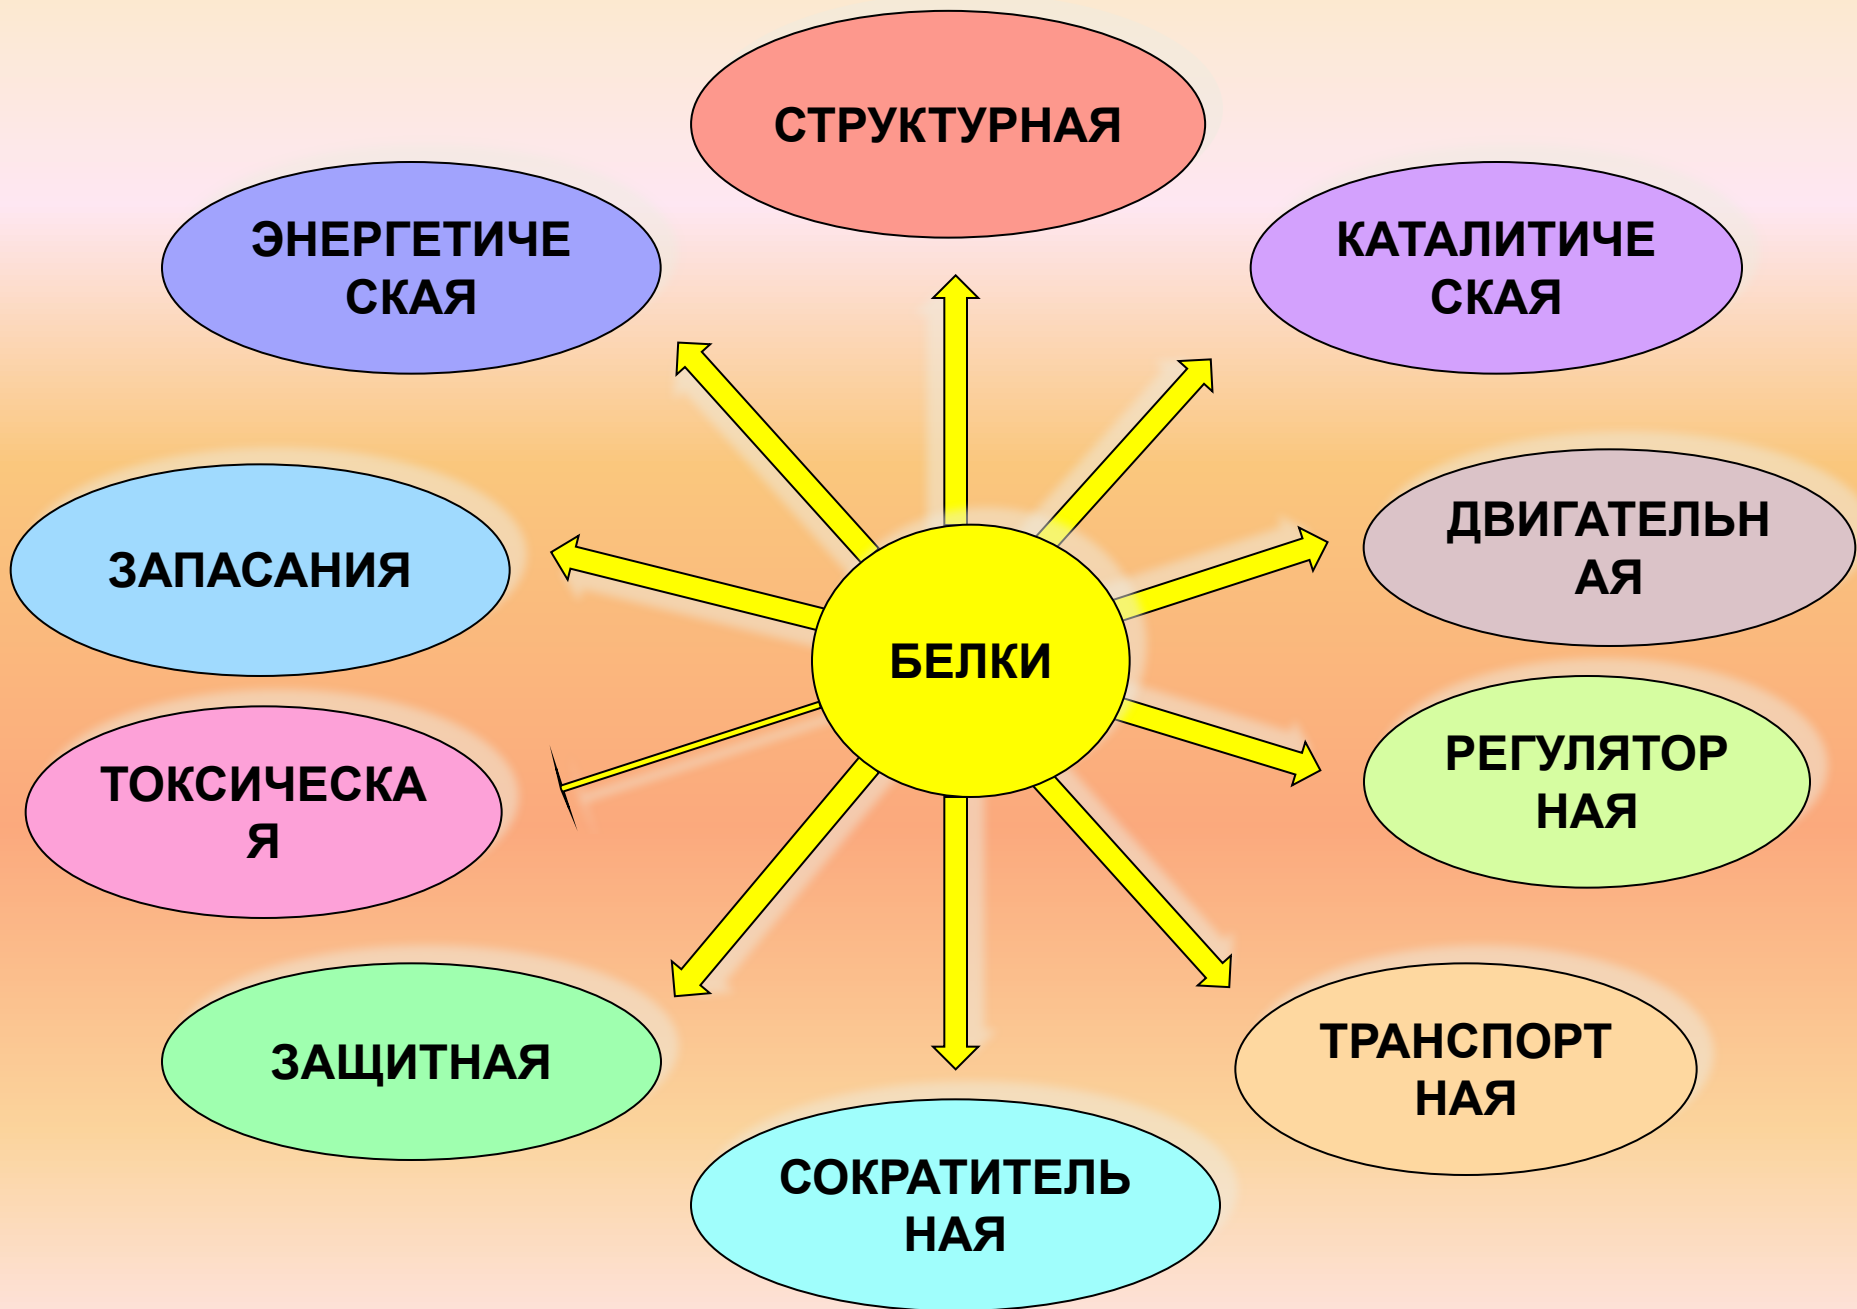 СТРУКТУРНАЯ
ЭНЕРГЕТИЧЕ
СКАЯ
КАТАЛИТИЧЕ
СКАЯ
ЗАПАСАНИЯ
ДВИГАТЕЛЬН
АЯ
БЕЛКИ
ТОКСИЧЕСКА
Я
РЕГУЛЯТОР
НАЯ
ЗАЩИТНАЯ
ТРАНСПОРТ
НАЯ
СОКРАТИТЕЛЬ
НАЯ